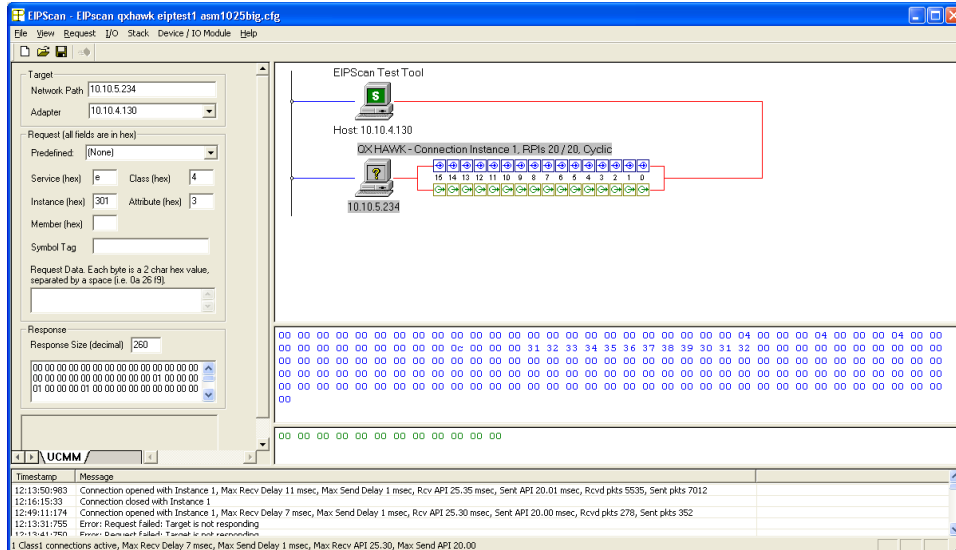 EIPScan - EIPscan qxhawk eiptest1 asm1025big.cfg
File View Request I/O Stack Device / IO Module Help
Target
Network Path 10.10.5.234
Adapter 10.10.4.130
Request (all fields are in hex)
Predefined: (None)
Service (hex) e Class (hex) 4
Instance (hex) 301 Attribute (hex) 3
Member (hex)
Symbol Tag
Request Data. Each byte is a 2 char hex value,
separated by a space (i.e. 0a 26 f9).
Response
Response Size (decimal) 260
00 00 00 00 00 00 00 00 00 00 00 00
00 00 00 00 00 00 00 00 01 00 00 00
01 00 00 00 01 00 00 00 00 00 00 00
UCMM
EIPScan Test Tool
S
Host: 10.10.4.130
QX HAWK - Connection Instance 1, RPIs 20 / 20, Cyclic
?
15 14 13 12 11 10 9 8 7 6 5 4 3 2 1 0
10.10.5.234
00 00 00 00 00 00 00 00 00 00 00 00 00 00 00 00 00 00 00 00 00 00 00 00 04 00 00 00 04 00 00 00 04 00 00
00 00 00 00 00 00 00 00 00 0c 00 00 00 31 32 33 34 35 36 37 38 39 30 31 32 00 00 00 00 00 00 00 00 00 00
00 00 00 00 00 00 00 00 00 00 00 00 00 00 00 00 00 00 00 00 00 00 00 00 00 00 00 00 00 00 00 00 00 00 00
00 00 00 00 00 00 00 00 00 00 00 00 00 00 00 00 00 00 00 00 00 00 00 00 00 00 00 00 00 00 00 00 00 00 00
00 00 00 00 00 00 00 00 00 00 00 00 00 00 00 00 00 00 00 00 00 00 00 00 00 00 00 00 00 00 00 00 00 00 00
00
00 00 00 00 00 00 00 00 00 00 00 00
Timestamp Message
12:13:50:983 Connection opened with Instance 1, Max Recv Delay 11 msec, Max Send Delay 1 msec, Rcv API 25.35 msec, Sent API 20.01 msec, Rcvd pkts 5535, Sent pkts 7012
12:16:15:33 Connection closed with Instance 1
12:49:11:174 Connection opened with Instance 1, Max Recv Delay 7 msec, Max Send Delay 1 msec, Rcv API 25.30 msec, Sent API 20.00 msec, Rcvd pkts 278, Sent pkts 352
12:13:31:755 Error: Request failed: Target is not responding
12:13:41:750 Error: Request failed: Target is not responding
1 Class1 connections active, Max Recv Delay 7 msec, Max Send Delay 1 msec, Max Recv API 25.30, Max Send API 20.00